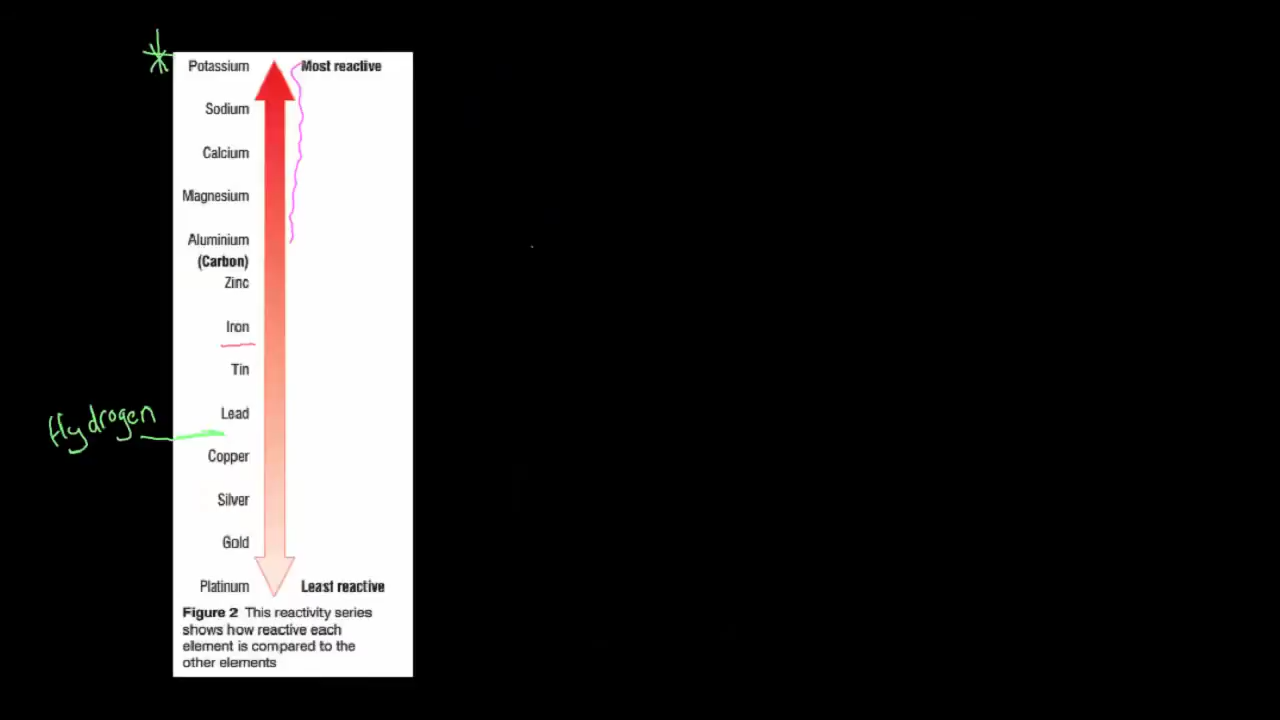 Potassium
Most reactive
Sodium
Calcium
Magnesium
Aluminium
(Carbon)
Zinc
Iron
Tin
Hydrogen
Lead
Copper
Silver
Gold
Platinum
Least reactive
Figure 2 This reactivity series
shows how reactive each
element is compared to the
other elements